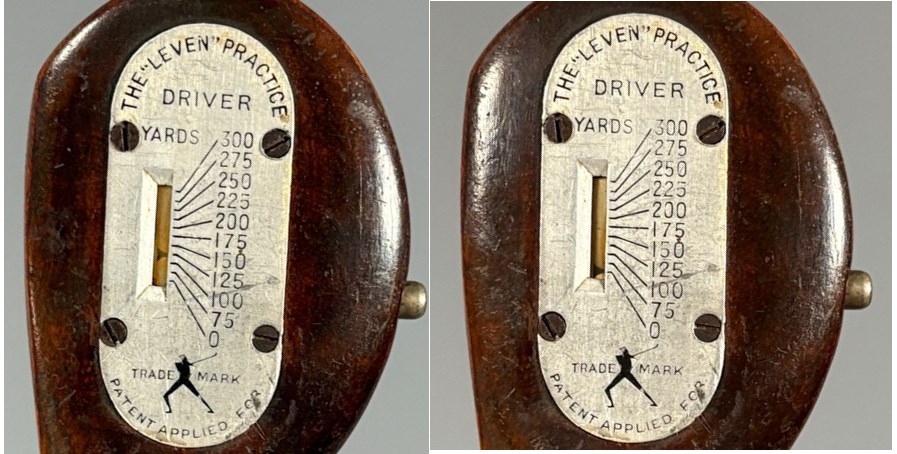 THE "LEVEN" PRACTICE
DRIVER
YARDS
300
275
250
225
200
175
150
125
100
75
0
TRADE MARK
PATENT APPLIED FOR
THE "LEVEN" PRACTICE
DRIVER
YARDS
300
275
250
225
200
175
150
125
100
75
0
TRADE MARK
PATENT APPLIED FOR